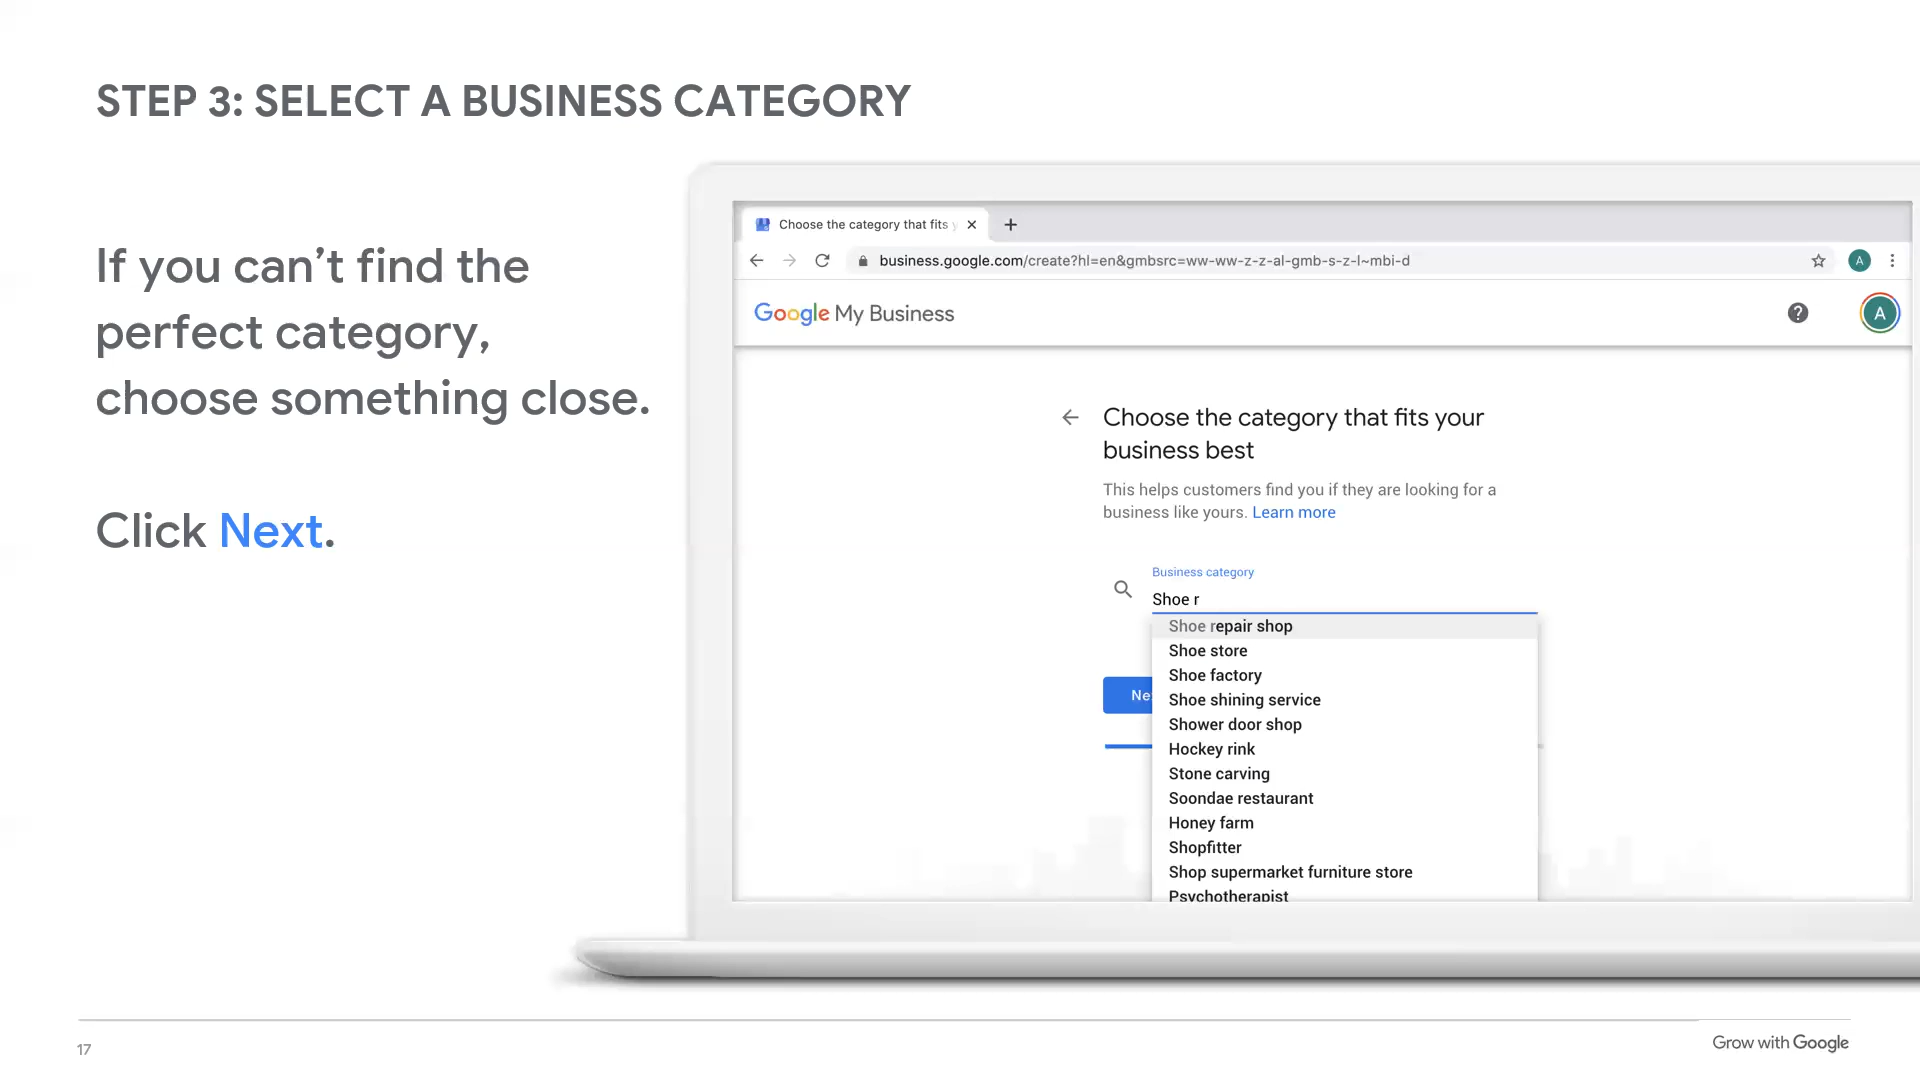 STEP 3: SELECT A BUSINESS CATEGORY
If you can’t find the
perfect category,
choose something close.
Click Next.
Choose the category that fits y
business.google.com/create?hl=en&gmbsrc=ww-ww-z-z-al-gmb-s-z-l~mbi-d
A
Google My Business
?
A
Choose the category that fits your
business best
This helps customers find you if they are looking for a
business like yours. Learn more
Business category
Shoe r
Shoe repair shop
Shoe store
Shoe factory
Ne
Shoe shining service
Shower door shop
Hockey rink
Stone carving
Soondae restaurant
Honey farm
Shopfitter
Shop supermarket furniture store
Psychotherapist
17
Grow with Google